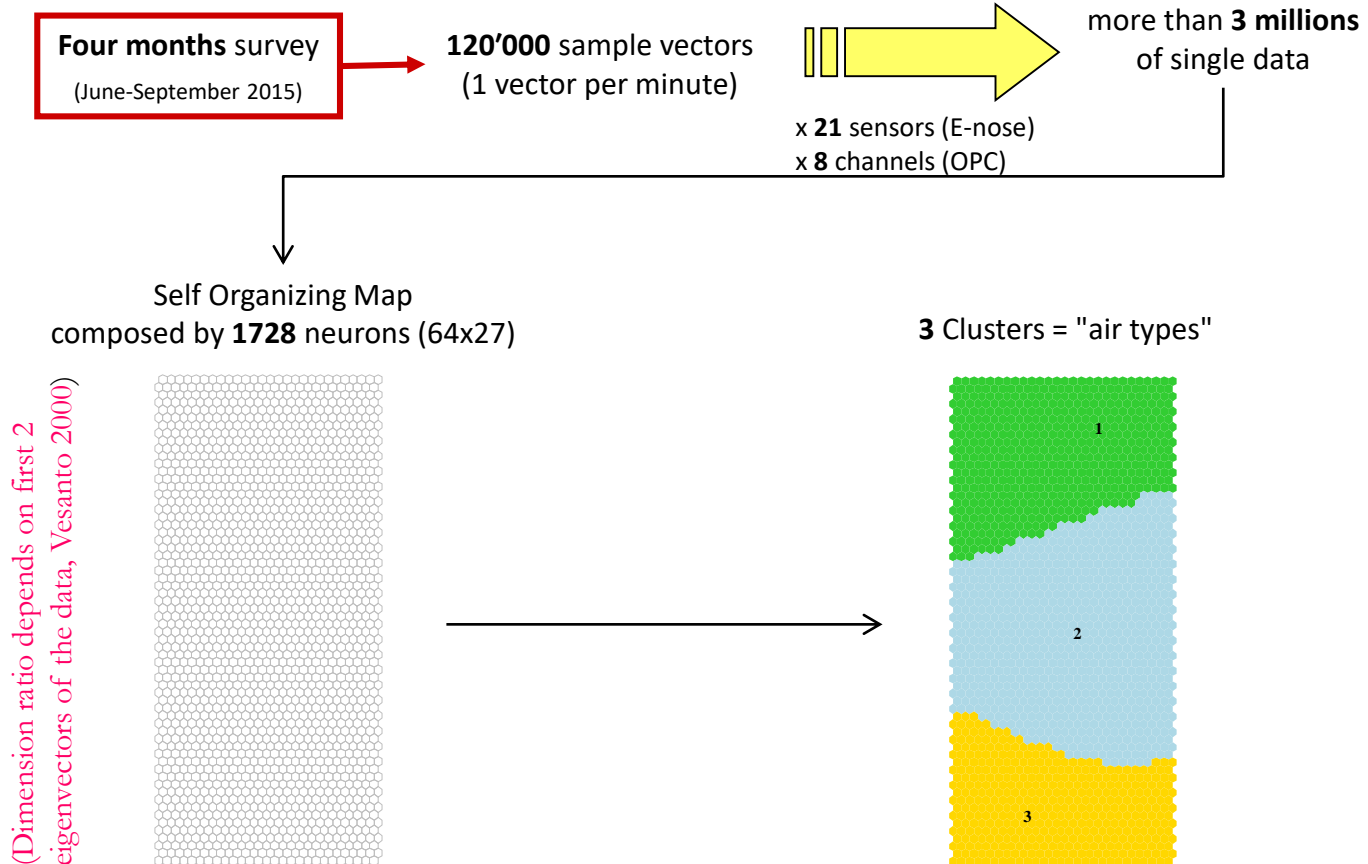 Four months survey
(June-September 2015)
120’000 sample vectors
(1 vector per minute)
more than 3 millions
of single data
x 21 sensors (E-nose)
x 8 channels (OPC)
Self Organizing Map
composed by 1728 neurons (64x27)
(Dimension ratio depends on first 2
eigenvectors of the data, Vesanto 2000)
3 Clusters = "air types"
1
2
3